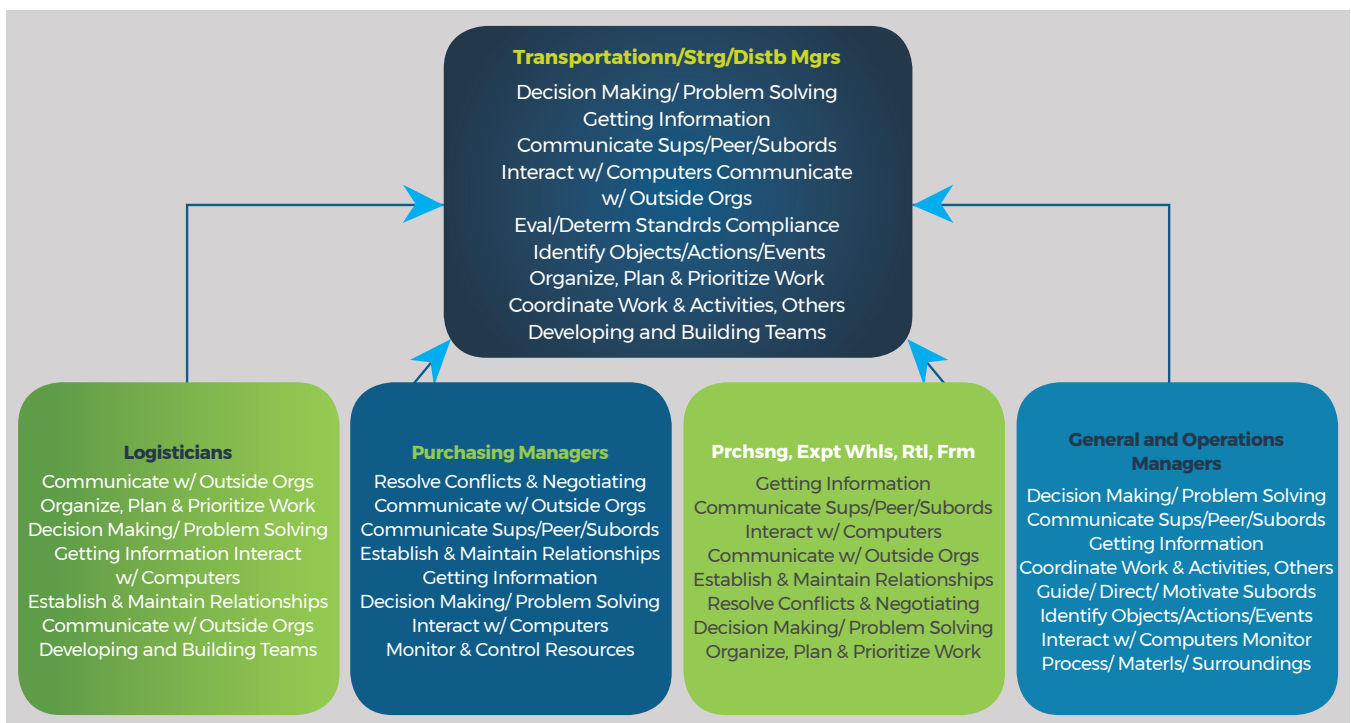 Transportationn/Strg/Distb Mgrs
Decision Making/ Problem Solving
Getting Information
Communicate Sups/Peer/Subords
Interact w/ Computers Communicate
w/ Outside Orgs
Eval/Determ Standrds Compliance
Identify Objects/Actions/Events
Organize, Plan & Prioritize Work
Coordinate Work & Activities, Others
Developing and Building Teams
Logisticians
Communicate w/ Outside Orgs
Organize, Plan & Prioritize Work
Decision Making/ Problem Solving
Getting Information Interact
w/ Computers
Establish & Maintain Relationships
Communicate w/ Outside Orgs
Developing and Building Teams
Purchasing Managers
Resolve Conflicts & Negotiating
Communicate w/ Outside Orgs
Communicate Sups/Peer/Subords
Establish & Maintain Relationships
Getting Information
Decision Making/ Problem Solving
Interact w/ Computers
Monitor & Control Resources
Prchsng, Expt Whls, Rtl, Frm
Getting Information
Communicate Sups/Peer/Subords
Interact w/ Computers
Communicate w/ Outside Orgs
Establish & Maintain Relationships
Resolve Conflicts & Negotiating
Decision Making/ Problem Solving
Organize, Plan & Prioritize Work
General and Operations
Managers
Decision Making/ Problem Solving
Communicate Sups/Peer/Subords
Getting Information
Coordinate Work & Activities, Others
Guide/ Direct/ Motivate Subords
Identify Objects/Actions/Events
Interact w/ Computers Monitor
Process/ Materls/ Surroundings